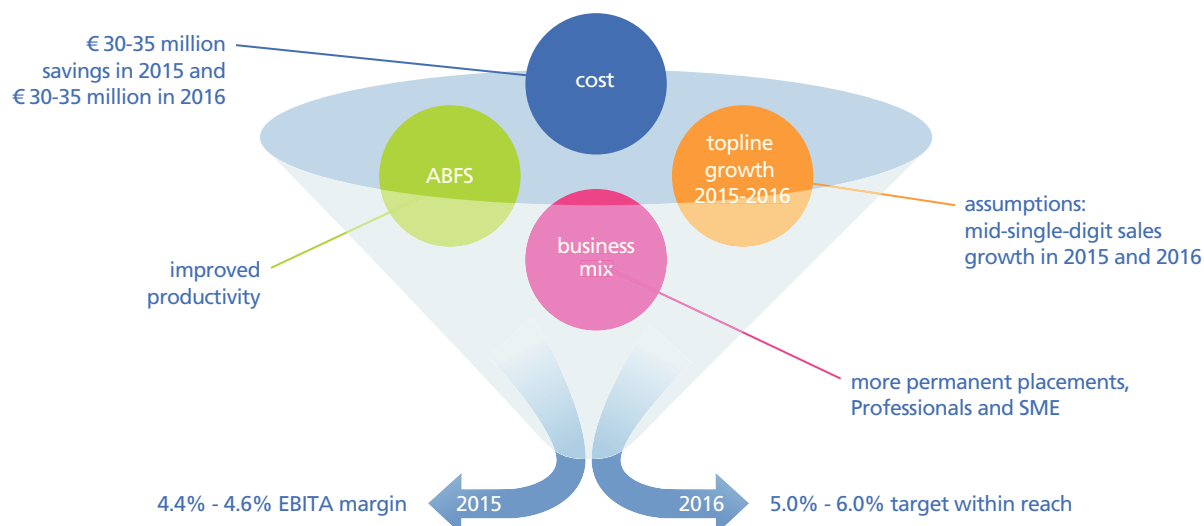 € 30-35 million
savings in 2015 and
€ 30-35 million in 2016
cost
ABFS
topline
growth
2015-2016
business
mix
assumptions:
mid-single-digit sales
growth in 2015 and 2016
improved
productivity
more permanent placements,
Professionals and SME
4.4% - 4.6% EBITA margin
2015
2016
5.0% - 6.0% target within reach